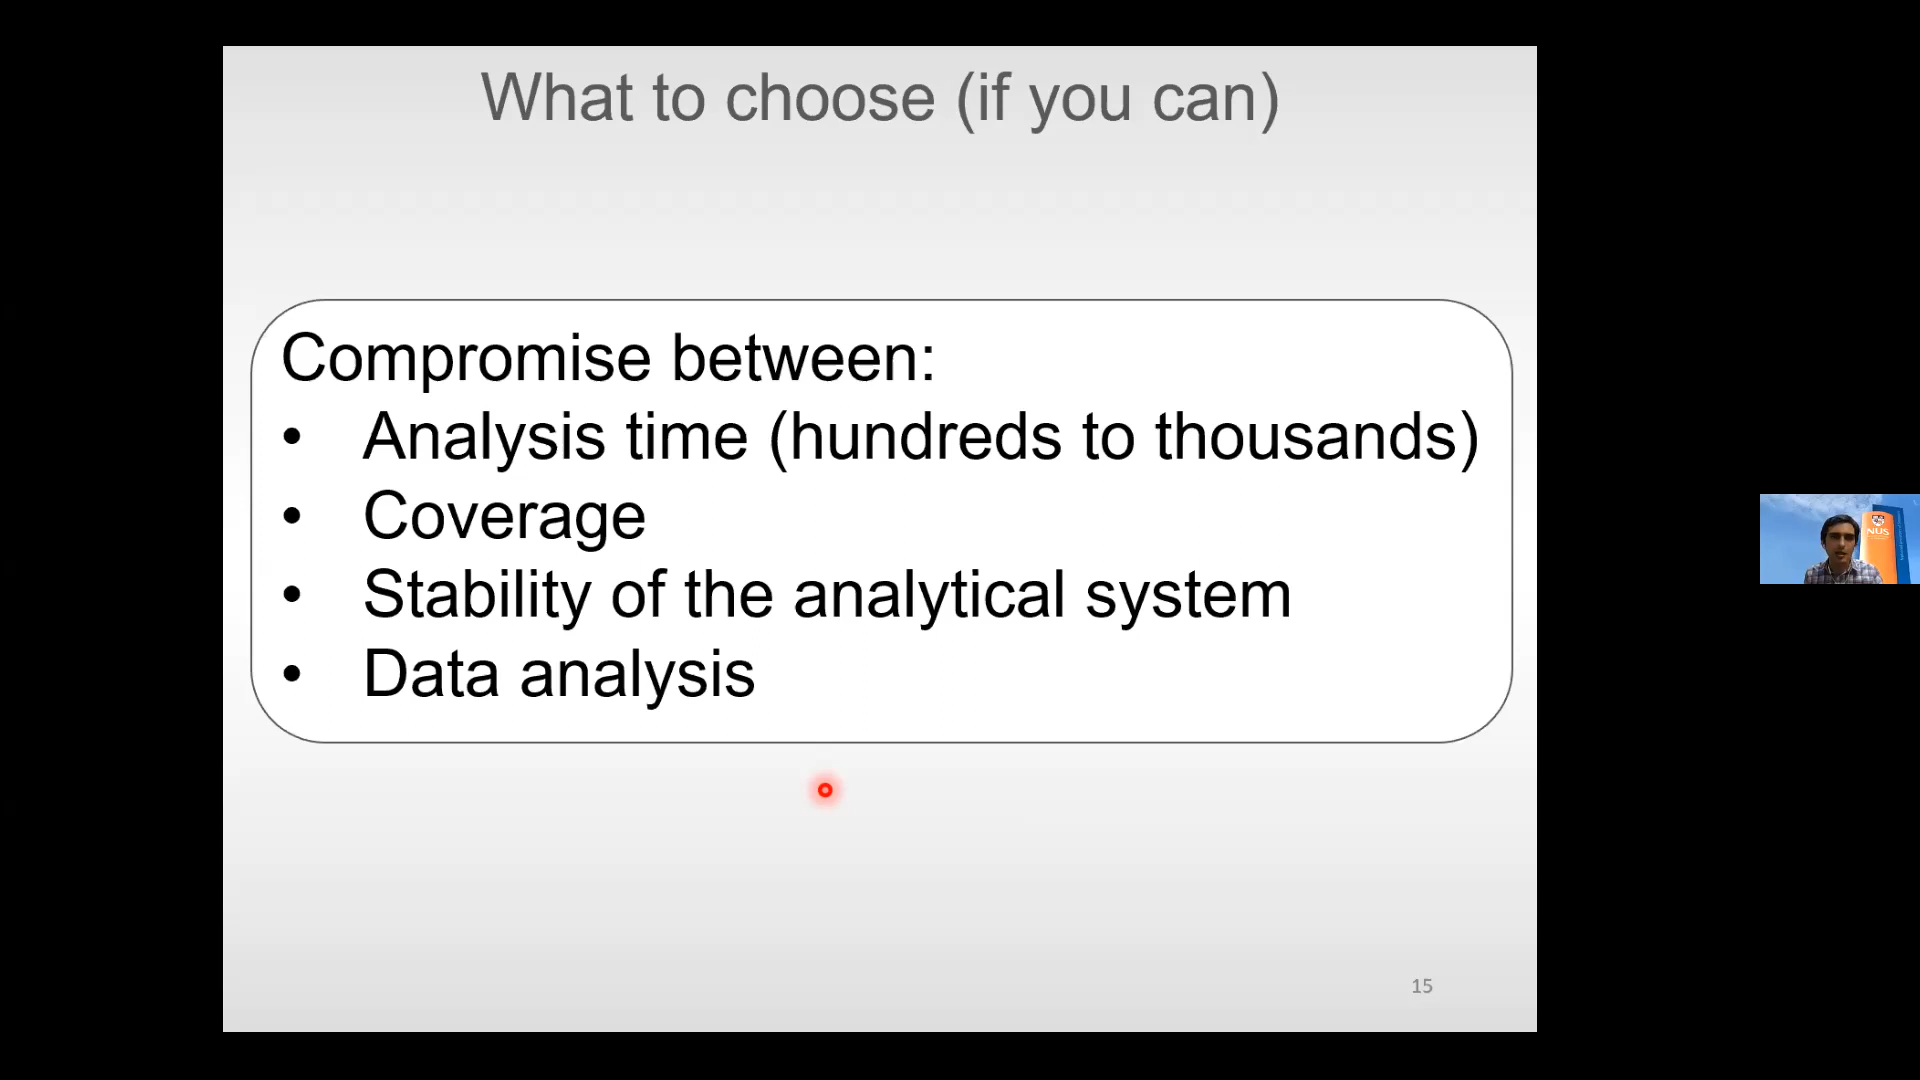 What to choose (if you can)
Compromise between:
• Analysis time (hundreds to thousands)
• Coverage
• Stability of the analytical system
• Data analysis
15
NUS